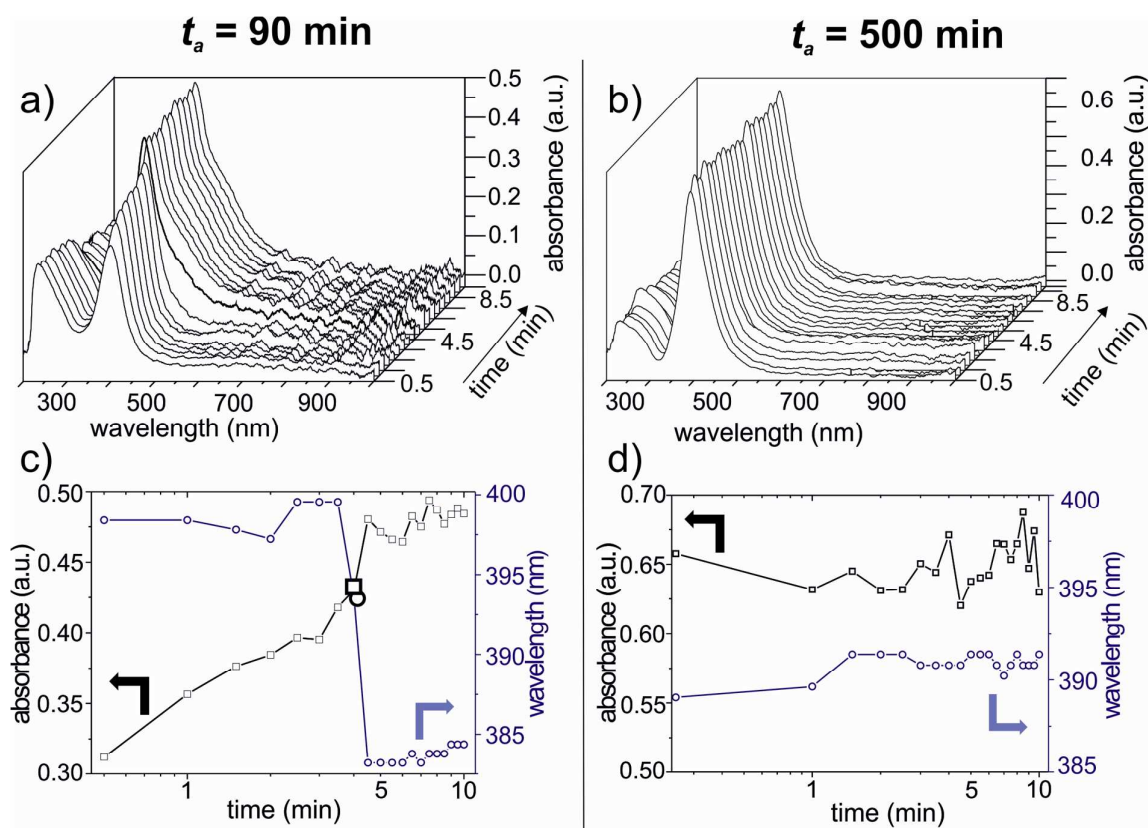 tₐ = 90 min
tₐ = 500 min
a)
0.5
0.4
0.3
0.2
0.1
0.0
absorbance (a.u.)
8.5
4.5
0.5
time (min)
300 500 700 900
wavelength (nm)
b)
0.6
0.4
0.2
0.0
absorbance (a.u.)
8.5
4.5
0.5
time (min)
300 500 700 900
wavelength (nm)
c)
0.50
0.45
0.40
0.35
0.30
absorbance (a.u.)
400
395
390
385
wavelength (nm)
1 5 10
time (min)
d)
0.70
0.65
0.60
0.55
0.50
absorbance (a.u.)
400
395
390
385
wavelength (nm)
1 5 10
time (min)